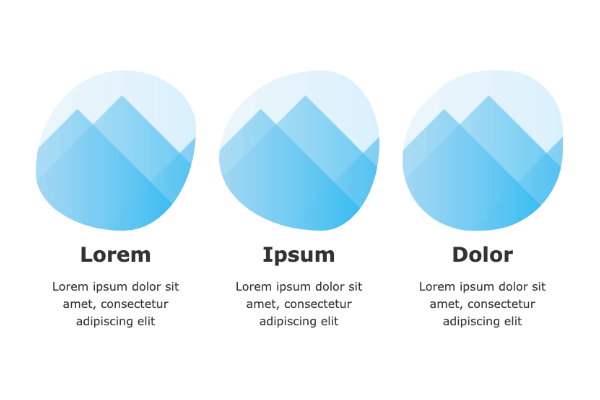 Lorem
Lorem ipsum dolor sit
amet, consectetur
adipiscing elit
Ipsum
Lorem ipsum dolor sit
amet, consectetur
adipiscing elit
Dolor
Lorem ipsum dolor sit
amet, consectetur
adipiscing elit